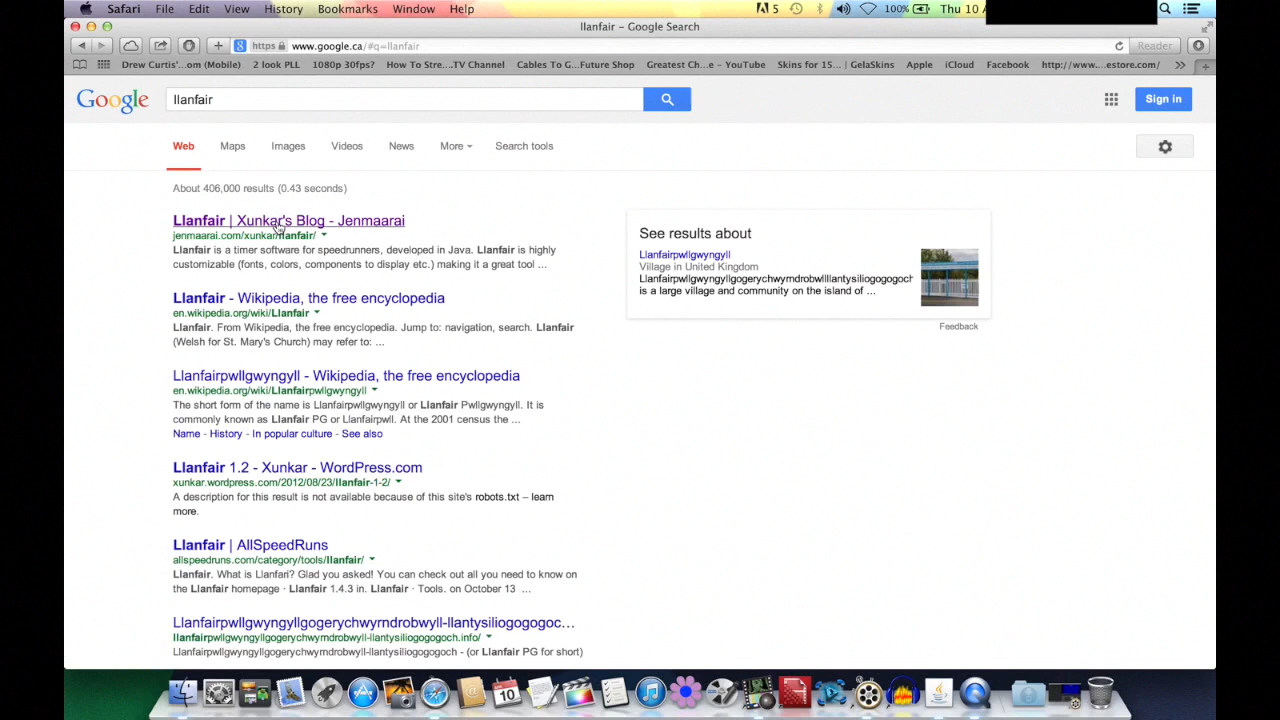 Safari File Edit View History Bookmarks Window Help 5 100% Thu 10 A
llanfair - Google Search
https www.google.ca/#q=llanfair Reader
Drew Curtis'...om (Mobile) 2 look PLL 1080p 30fps? How To Stre...TV Channel Cables To G...Future Shop Greatest Ch...e - YouTube Skins for 15... | GelaSkins Apple iCloud Facebook http://www....estore.com/
Google llanfair Sign in
Web Maps Images Videos News More Search tools
About 406,000 results (0.43 seconds)
Llanfair | Xunkar's Blog - Jenmaarai
jenmaarai.com/xunkar/llanfair/
Llanfair is a timer software for speedrunners, developed in Java. Llanfair is highly
customizable (fonts, colors, components to display etc.) making it a great tool ...
Llanfair - Wikipedia, the free encyclopedia
en.wikipedia.org/wiki/Llanfair
Llanfair. From Wikipedia, the free encyclopedia. Jump to: navigation, search. Llanfair
(Welsh for St. Mary's Church) may refer to: ...
Llanfairpwllgwyngyll - Wikipedia, the free encyclopedia
en.wikipedia.org/wiki/Llanfairpwllgwyngyll
The short form of the name is Llanfairpwllgwyngyll or Llanfair Pwllgwyngyll. It is
commonly known as Llanfair PG or Llanfairpwll. At the 2001 census the ...
Name - History - In popular culture - See also
Llanfair 1.2 - Xunkar - WordPress.com
xunkar.wordpress.com/2012/08/23/llanfair-1-2/
A description for this result is not available because of this site's robots.txt – learn
more.
Llanfair | AllSpeedRuns
allspeedruns.com/category/tools/llanfair/
Llanfair. What is Llanfari? Glad you asked! You can check out all you need to know on
the Llanfair homepage · Llanfair 1.4.3 in. Llanfair · Tools. on October 13 ...
Llanfairpwllgwyngyllgogerychwyrndrobwyll-llantysiliogogogoc...
llanfairpwllgwyngyllgogerychwyrndrobwyll-llantysiliogogogoch.info/
Llanfairpwllgwyngyllgogerychwyrndrobwyll-llantysiliogogogoch - (or Llanfair PG for short)
See results about
Llanfairpwllgwyngyll
Village in United Kingdom
Llanfairpwllgwyngyllgogerychwyrndrobwllllantysiliogogogoch
is a large village and community on the island of ...
Feedback
10